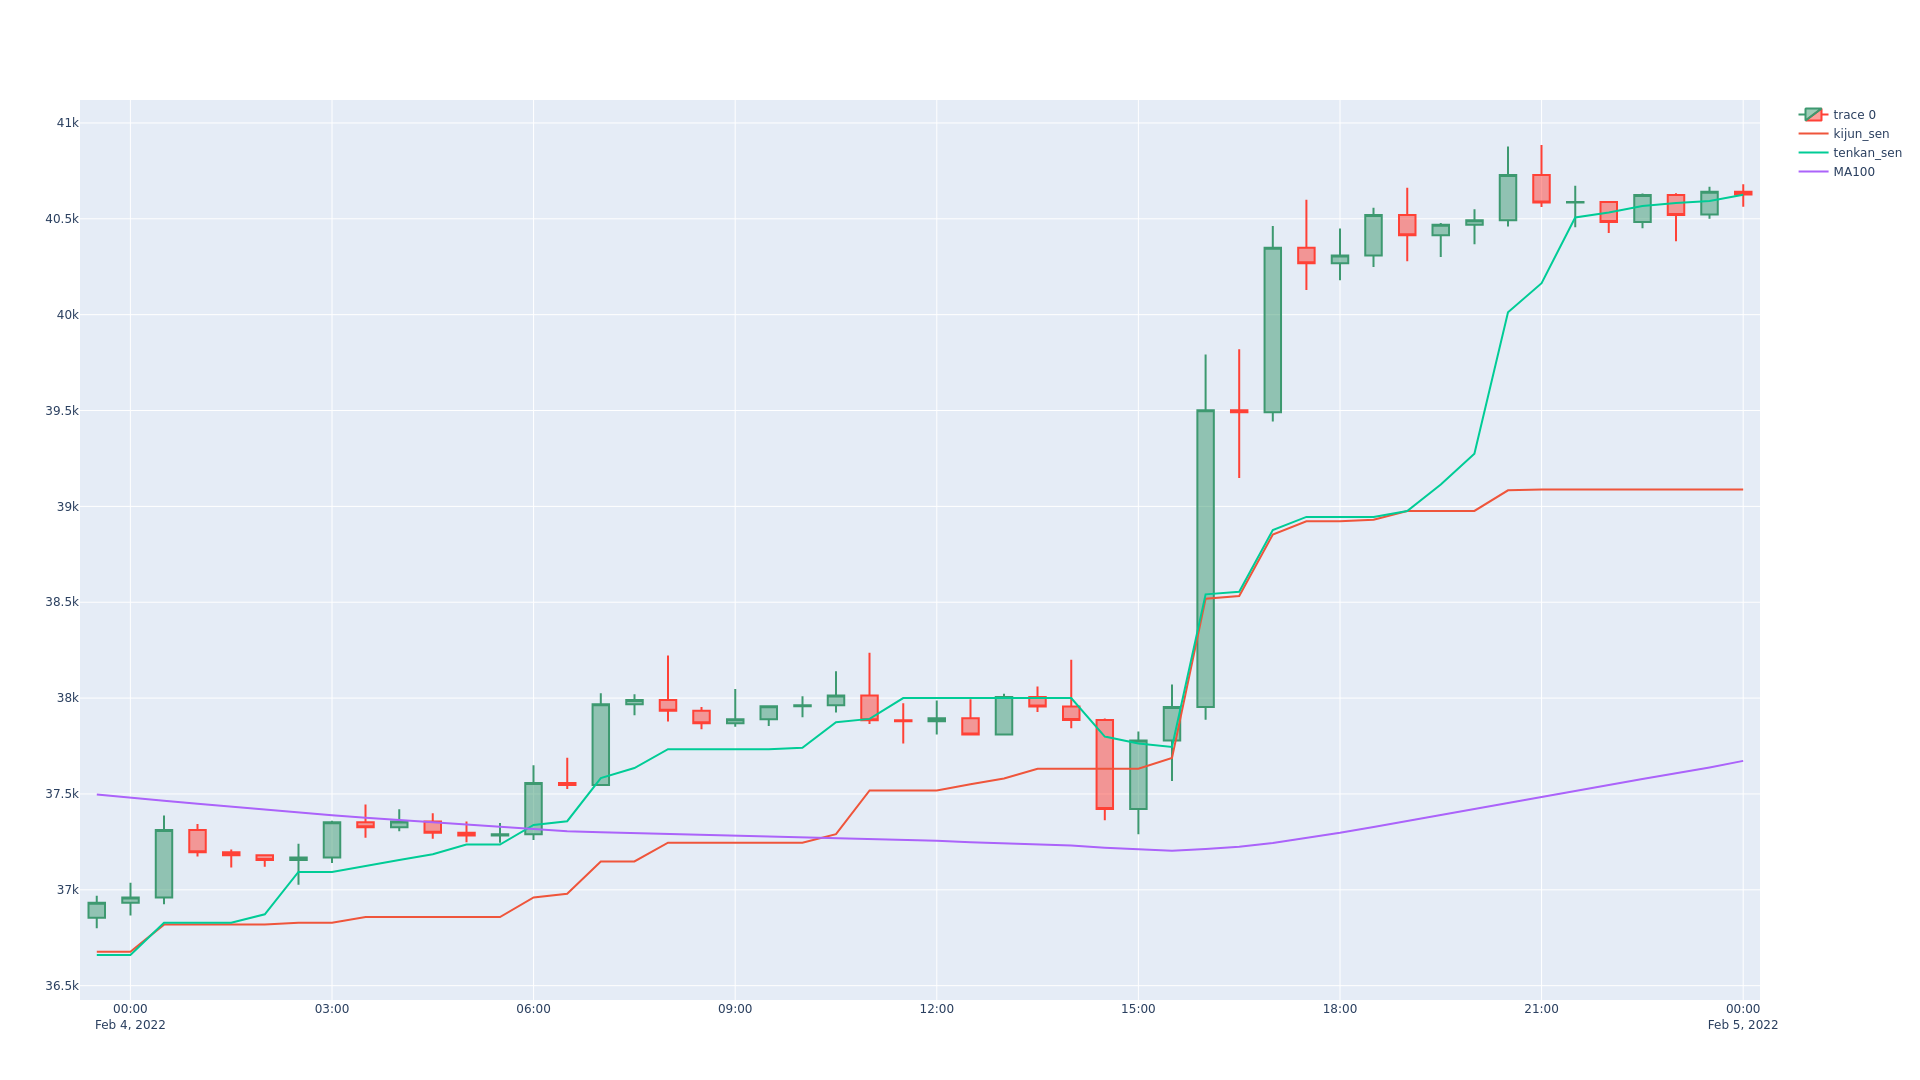 41k
40.5k
40k
39.5k
39k
38.5k
38k
37.5k
37k
36.5k
00:00 03:00 06:00 09:00 12:00 15:00 18:00 21:00 00:00
Feb 4, 2022 Feb 5, 2022
trace 0
kijun_sen
tenkan_sen
MA100